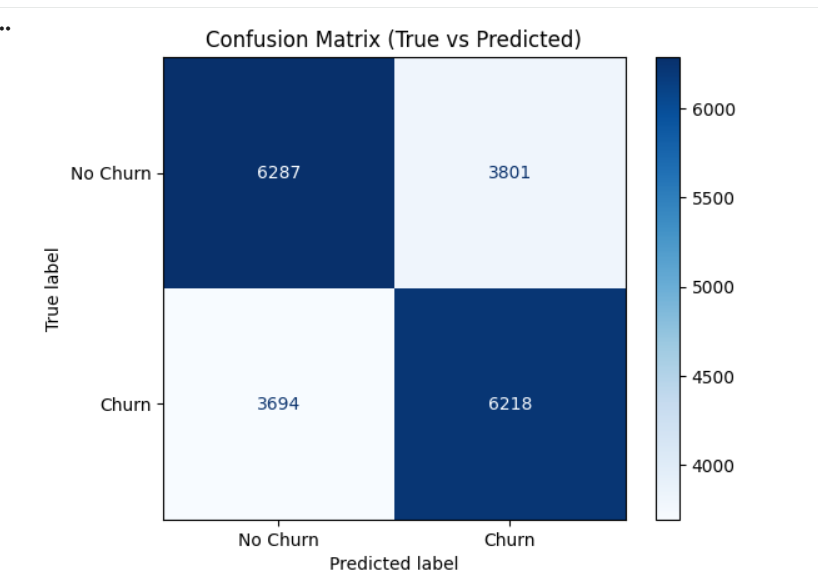 ..
Confusion Matrix (True vs Predicted)
No Churn
6287
3801
Churn
3694
6218
True label
No Churn
Churn
Predicted label
6000
5500
5000
4500
4000